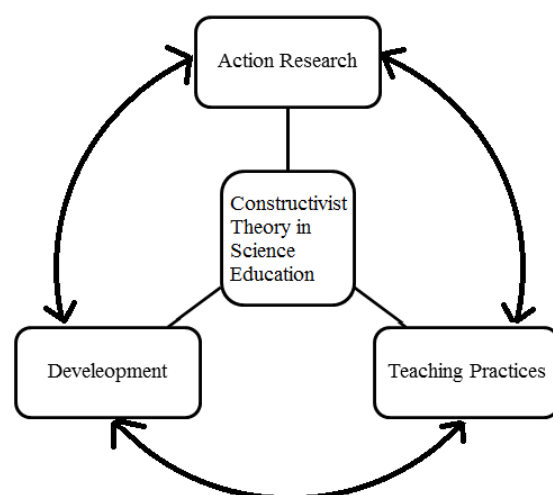 Action Research
Constructivist
Theory in
Science
Education
Develeopment
Teaching Practices